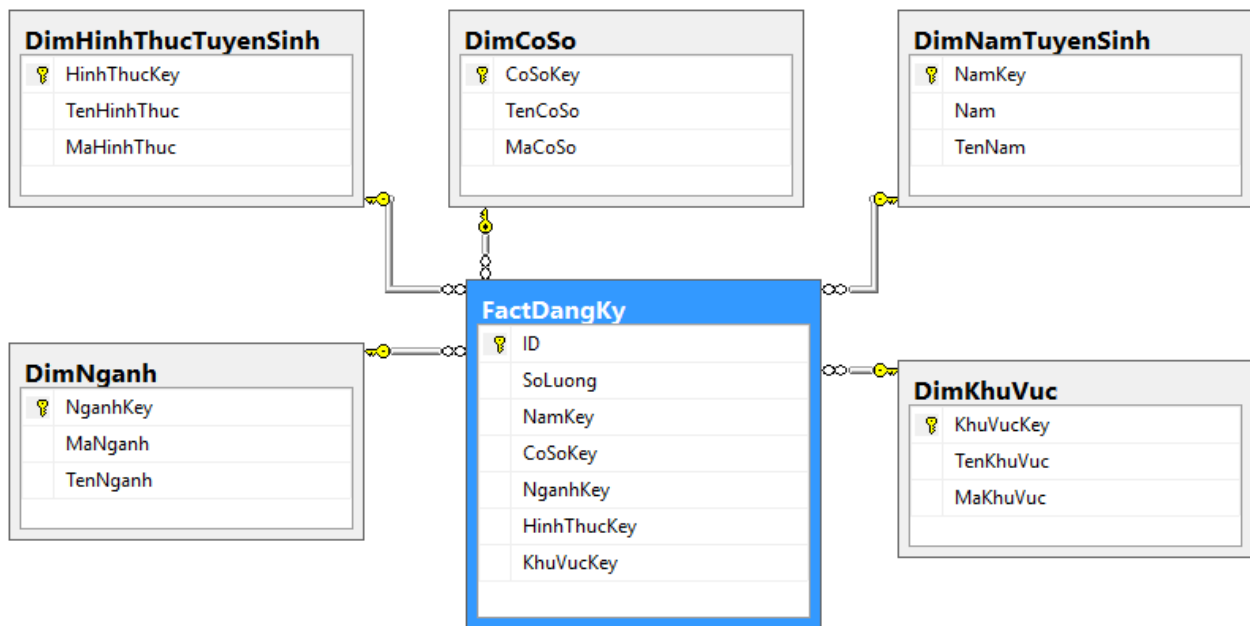 DimHinhThucTuyenSinh
HinhThucKey
TenHinhThuc
MaHinhThuc
DimCoSo
CoSoKey
TenCoSo
MaCoSo
DimNamTuyenSinh
NamKey
Nam
TenNam
DimNganh
NganhKey
MaNganh
TenNganh
FactDangKy
ID
SoLuong
NamKey
CoSoKey
NganhKey
HinhThucKey
KhuVucKey
DimKhuVuc
KhuVucKey
TenKhuVuc
MaKhuVuc